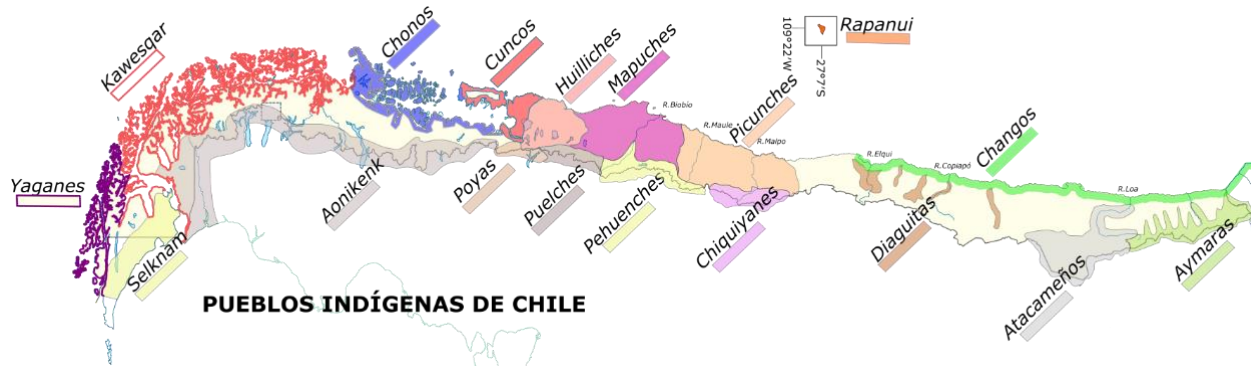 Kawesqar
Chonos
Cuncos
Huilliches
Mapuches
Picunches
109°22'W
27°7'S
Rapanui
R.Biobío
R.Maule
R.Maipo
R.Elqui
R.Copiapó
R.Loa
Changos
Yaganes
Selknam
Aonikenk
Poyas
Puelches
Pehuenches
Chiquiyanes
Diaguitas
Atacameños
Aymaras
PUEBLOS INDÍGENAS DE CHILE